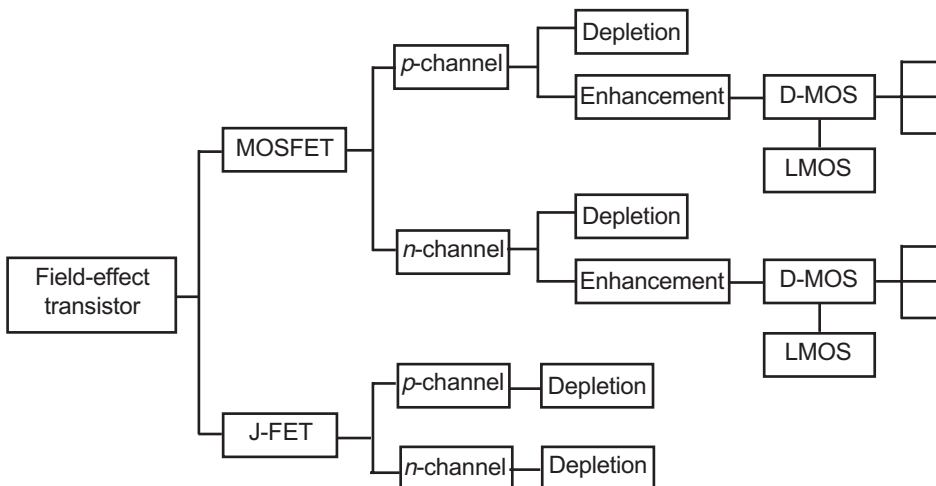 Depletion
p-channel
Enhancement
D-MOS
MOSFET
LMOS
Depletion
n-channel
Field-effect
transistor
Enhancement
D-MOS
LMOS
p-channel
Depletion
J-FET
n-channel
Depletion